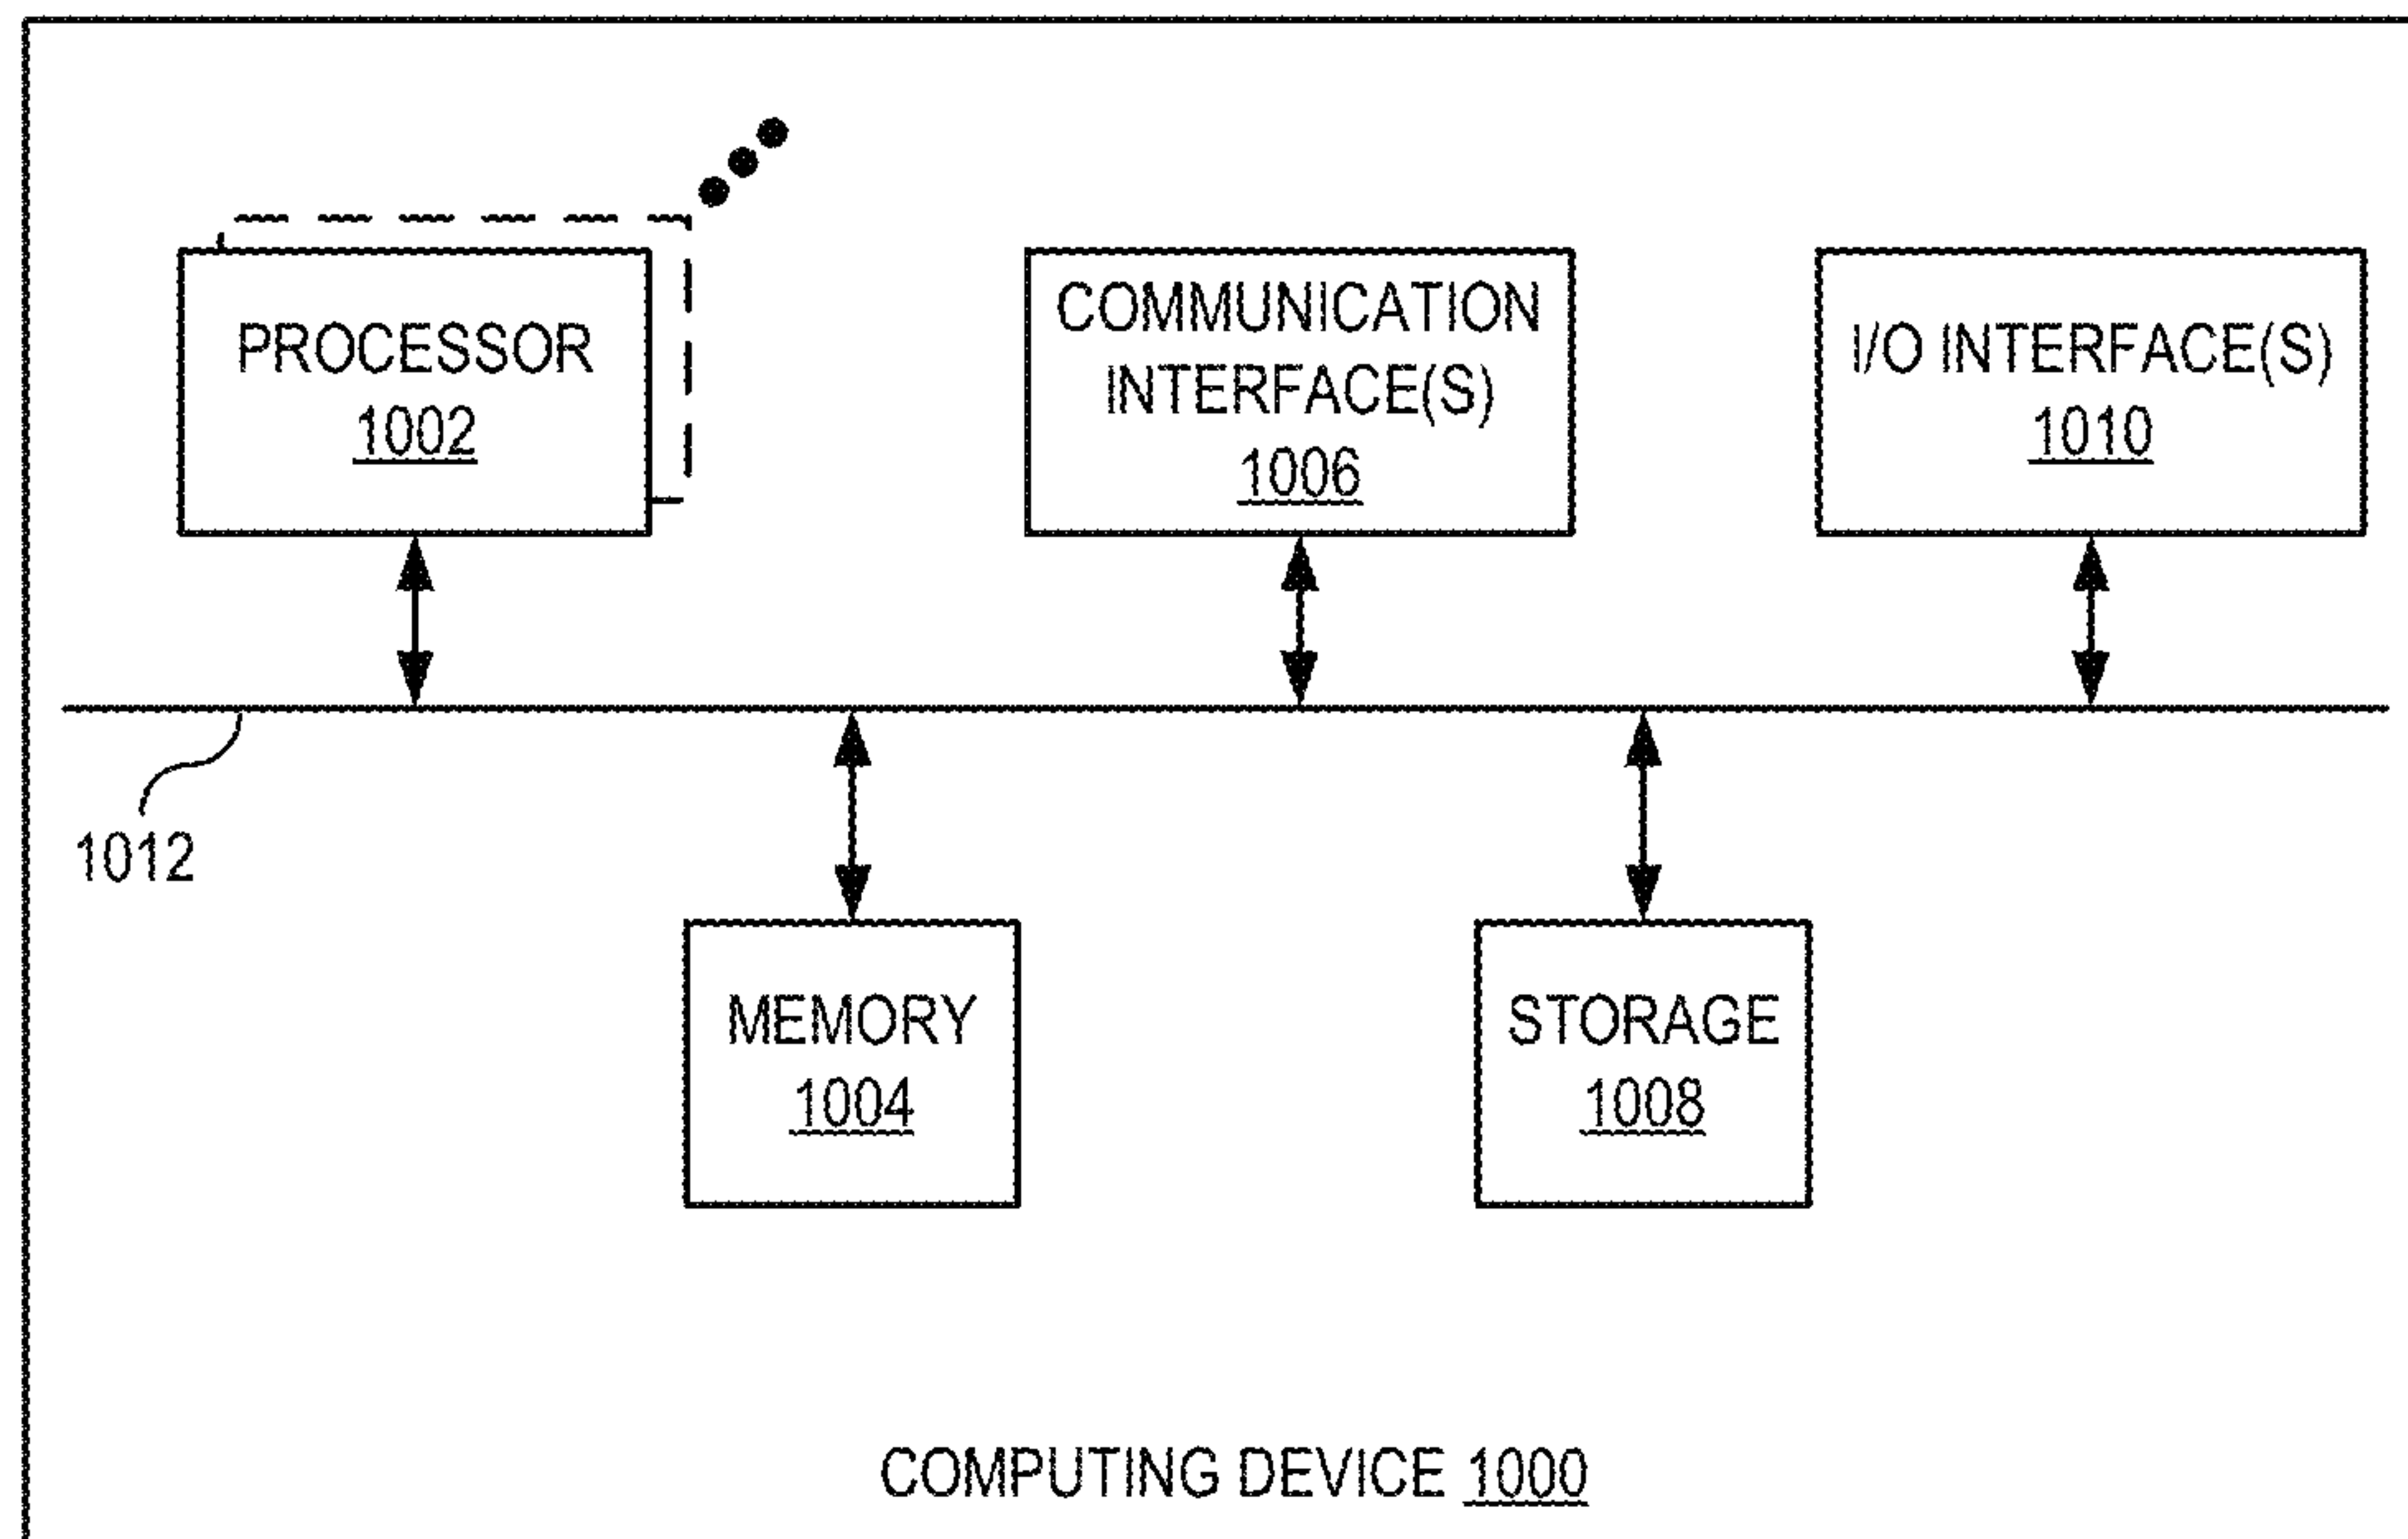 PROCESSOR
1002
COMMUNICATION
INTERFACE(S)
1006
I/O INTERFACE(S)
1010
1012
MEMORY
1004
STORAGE
1008
COMPUTING DEVICE 1000